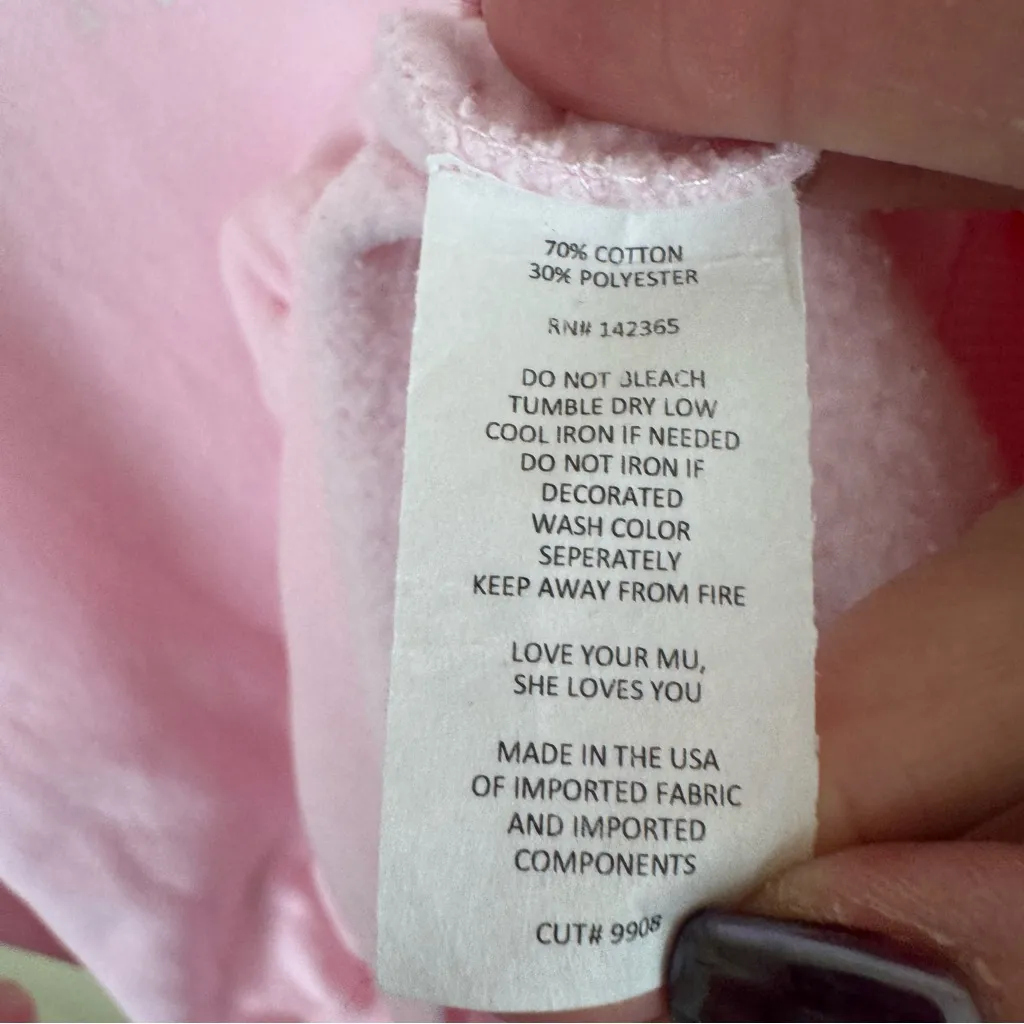 70% COTTON
30% POLYESTER
RN# 142365
DO NOT BLEACH
TUMBLE DRY LOW
COOL IRON IF NEEDED
DO NOT IRON IF
DECORATED
WASH COLOR
SEPERATELY
KEEP AWAY FROM FIRE
LOVE YOUR MU,
SHE LOVES YOU
MADE IN THE USA
OF IMPORTED FABRIC
AND IMPORTED
COMPONENTS
CUT# 9908